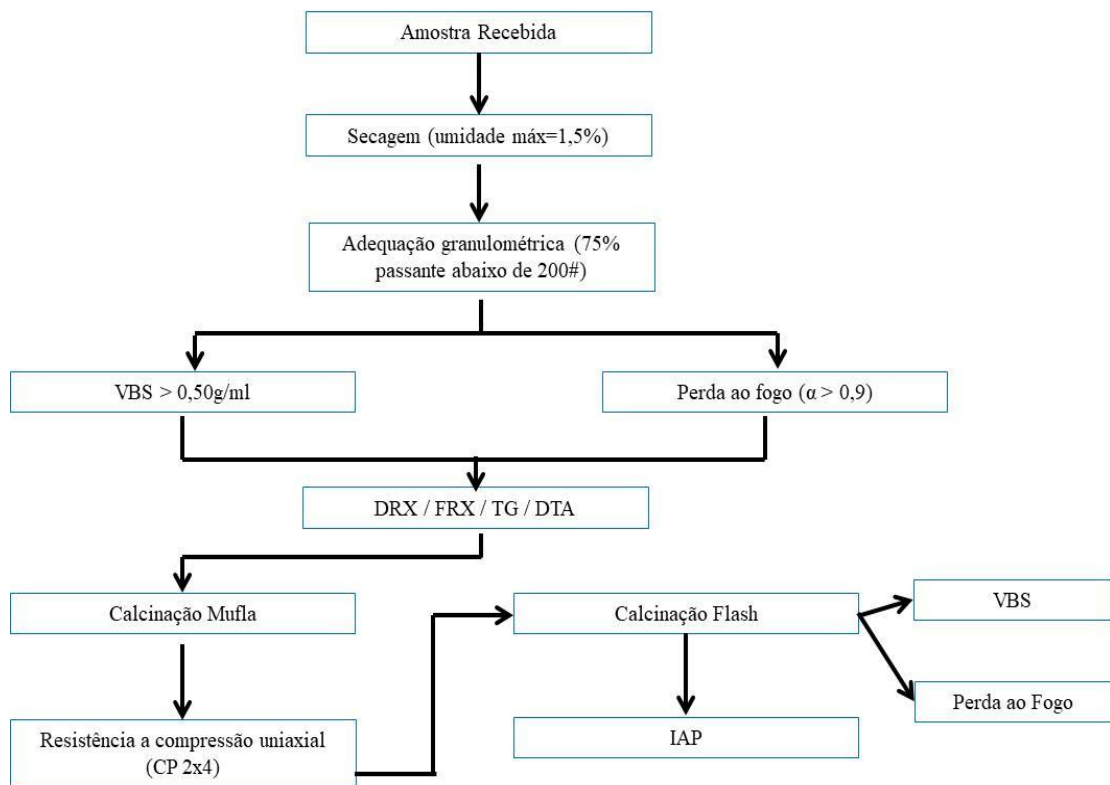 Amostra Recebida
Secagem (umidade máx=1,5%)
Adequação granulométrica (75%
passante abaixo de 200#)
VBS > 0,50g/ml
Perda ao fogo (α > 0,9)
DRX / FRX / TG / DTA
Calcinação Mufla
Calcinação Flash
VBS
Perda ao Fogo
Resistência a compressão uniaxial
(CP 2x4)
IAP